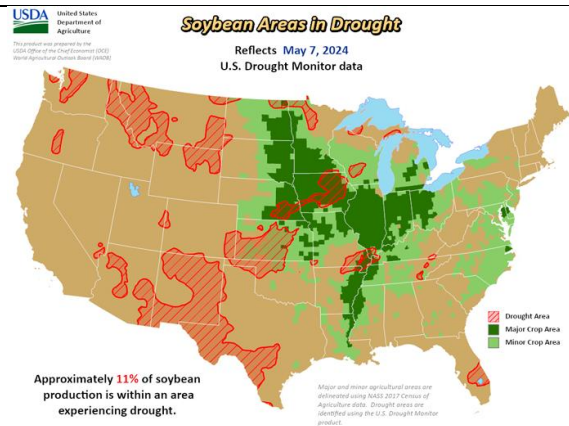 USDA
United States
Department of
Agriculture
This product was prepared by the
USDA Office of the Chief Economist (OCE)
World Agricultural Outlook Board (WAOB)
Soybean Areas in Drought
Reflects May 7, 2024
U.S. Drought Monitor data
Drought Area
Major Crop Area
Minor Crop Area
Approximately 11% of soybean
production is within an area
experiencing drought.
Major and minor agricultural areas are
delineated using NASS 2017 Census of
Agriculture data. Drought areas are
identified using the U.S. Drought Monitor
product.